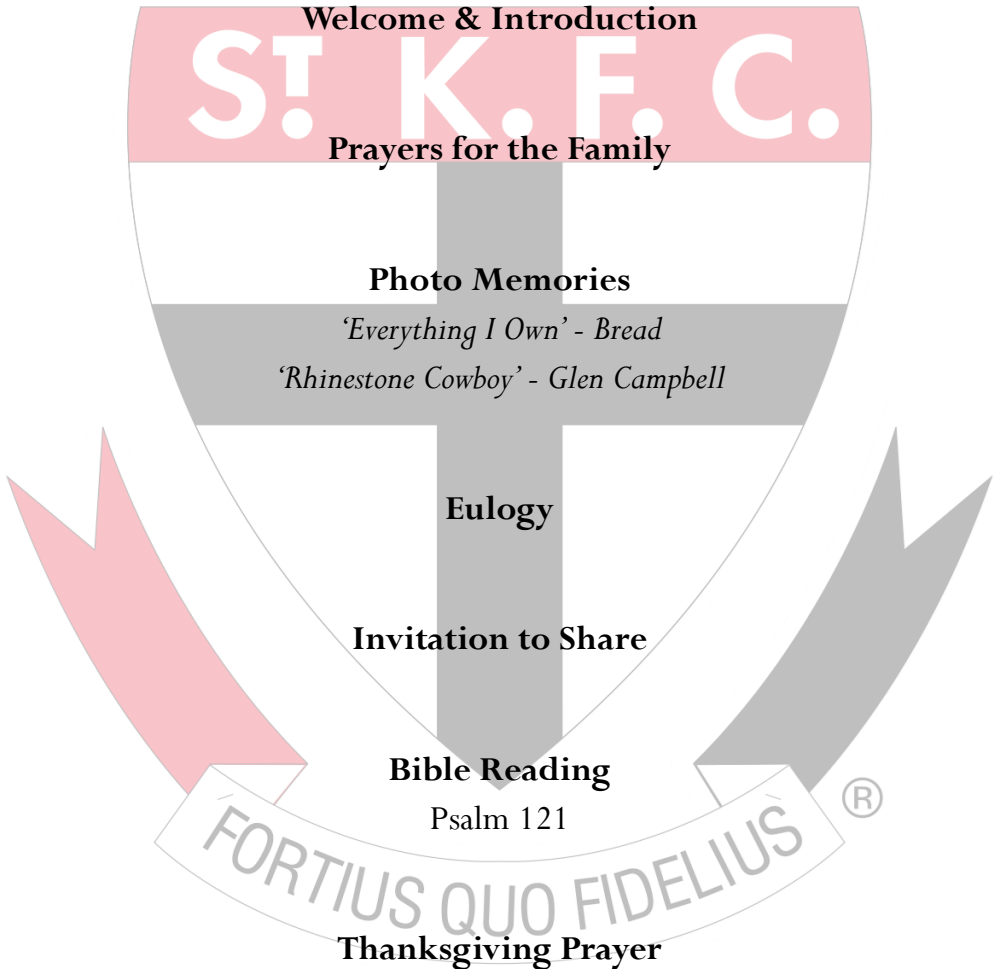 Welcome & Introduction
ST. K. F. C.
Prayers for the Family
Photo Memories
‘Everything I Own’ - Bread
‘Rhinestone Cowboy’ - Glen Campbell
Eulogy
Invitation to Share
Bible Reading
Psalm 121
®
FORTIUS QUO FIDELIUS
Thanksgiving Prayer